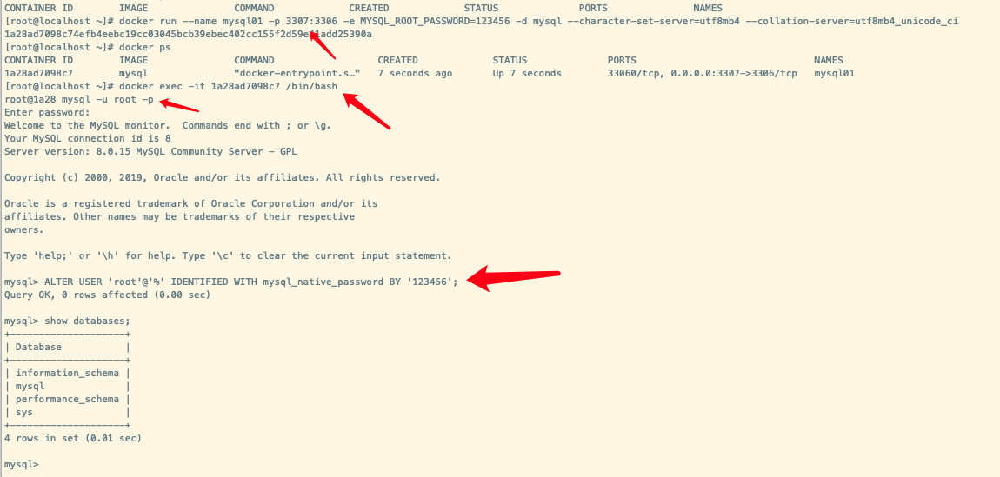 CONTAINER ID IMAGE COMMAND CREATED STATUS PORTS NAMES
[root@localhost ~]# docker run --name mysql01 -p 3307:3306 -e MYSQL_ROOT_PASSWORD=123456 -d mysql --character-set-server=utf8mb4 --collation-server=utf8mb4_unicode_ci
[root@localhost ~]# docker ps
CONTAINER ID IMAGE COMMAND CREATED STATUS PORTS NAMES
1a28ad7098c7 mysql "docker-entrypoint.s…" 7 seconds ago Up 7 seconds 33060/tcp, 0.0.0.0:3307->3306/tcp mysql01
[root@localhost ~]# docker exec -it 1a28ad7098c7 /bin/bash
root@1a28 mysql -u root -p
Enter password:
Welcome to the MySQL monitor. Commands end with ; or \g.
Your MySQL connection id is 8
Server version: 8.0.15 MySQL Community Server - GPL
Copyright (c) 2000, 2019, Oracle and/or its affiliates. All rights reserved.
Oracle is a registered trademark of Oracle Corporation and/or its
affiliates. Other names may be trademarks of their respective
owners.
Type 'help;' or '\h' for help. Type '\c' to clear the current input statement.
mysql> ALTER USER 'root'@'%' IDENTIFIED WITH mysql_native_password BY '123456';
Query OK, 0 rows affected (0.00 sec)
mysql> show databases;
+--------------------+
| Database |
+--------------------+
| information_schema |
| mysql |
| performance_schema |
| sys |
+--------------------+
4 rows in set (0.01 sec)
mysql>